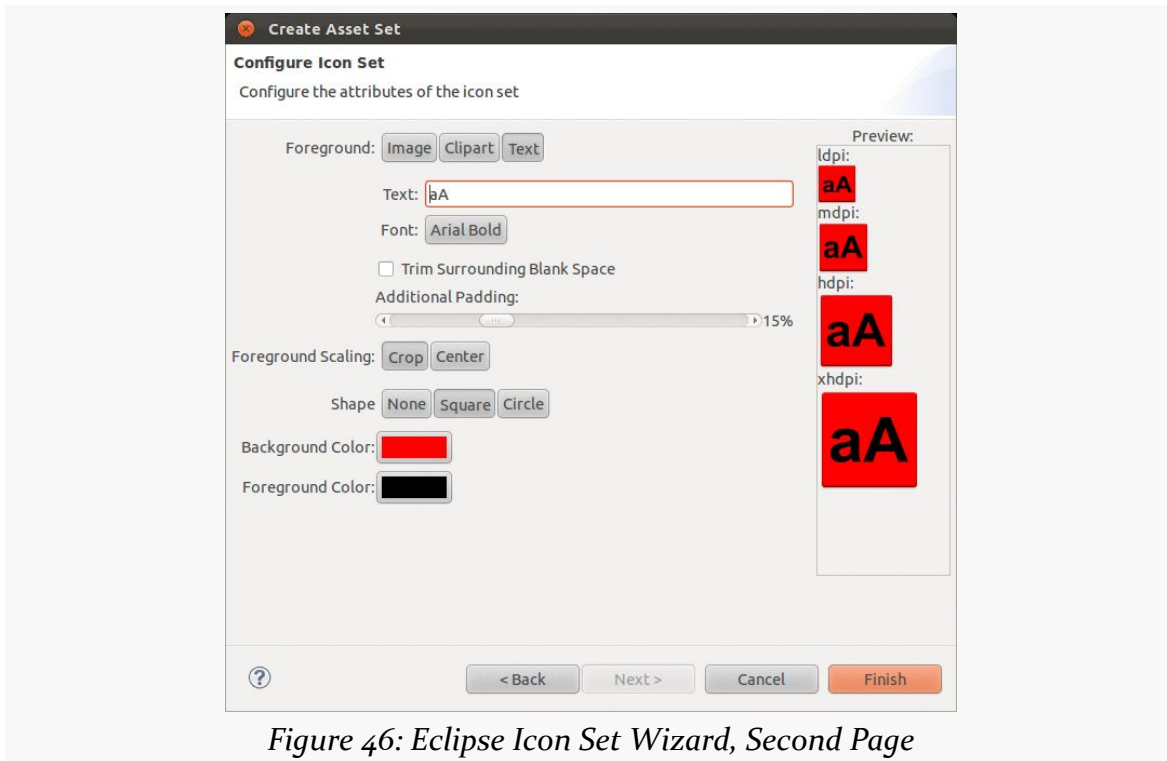 Create Asset Set
Configure Icon Set
Configure the attributes of the icon set
Foreground: Image Clipart Text
Text: aA
Font: Arial Bold
Trim Surrounding Blank Space
Additional Padding:
15%
Foreground Scaling: Crop Center
Shape None Square Circle
Background Color:
Foreground Color:
Preview:
ldpi:
aA
mdpi:
aA
hdpi:
aA
xhdpi:
aA
?
< Back Next > Cancel Finish
Figure 46: Eclipse Icon Set Wizard, Second Page